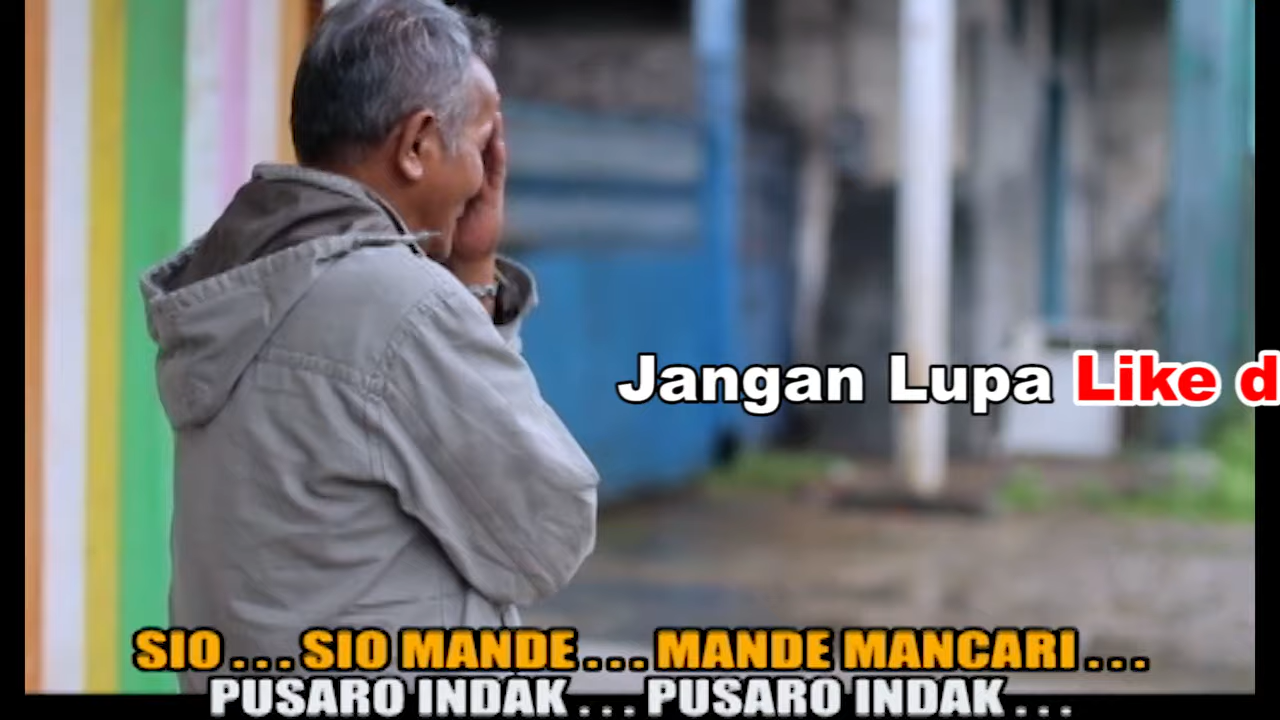 Jangan Lupa Like d
SIO . . . SIO MANDE . . . MANDE MANCARI . . .
PUSARO INDAK . . . PUSARO INDAK . . .